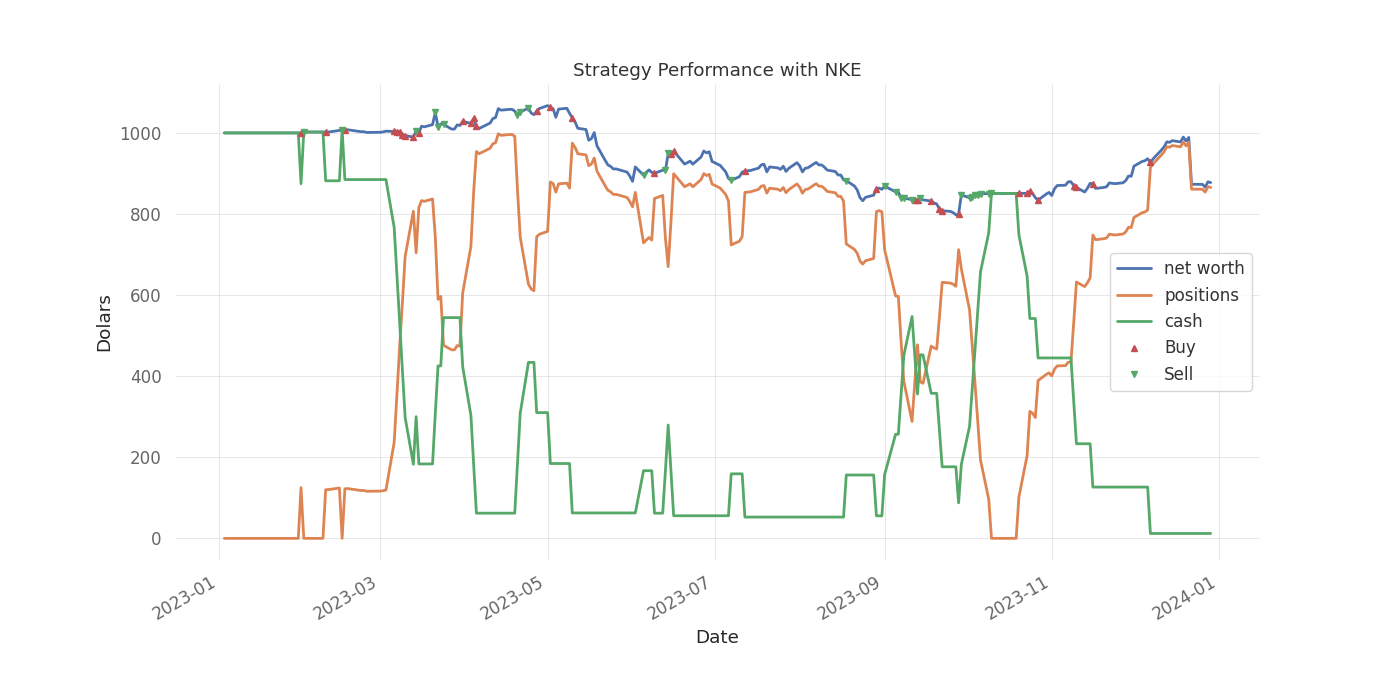 Strategy Performance with NKE
Dolars
1000
800
600
400
200
0
net worth
positions
cash
Buy
Sell
2023-01
2023-03
2023-05
2023-07
2023-09
2023-11
2024-01
Date